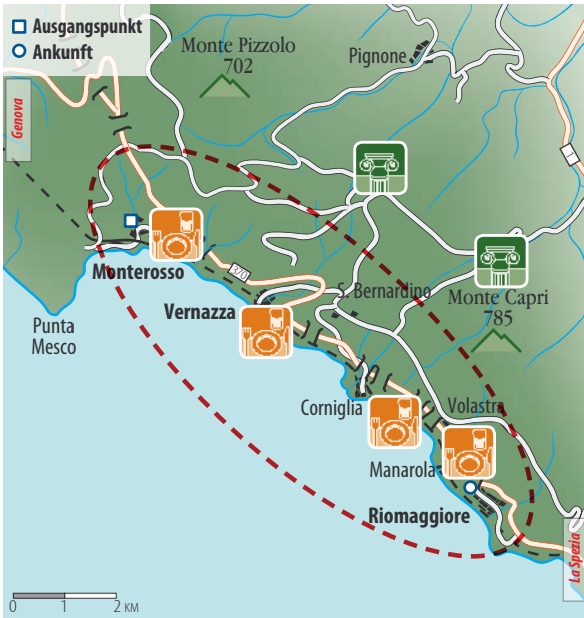 Ausgangspunkt
Ankunft
Monte Pizzolo
702
Pignone
Genova
1
Monterosso
370
Vernazza
S. Bernardino
Monte Capri
785
Punta
Mesco
Corniglia
Volastra
Manarola
Riomaggiore
La Spezia
0 1 2 KM